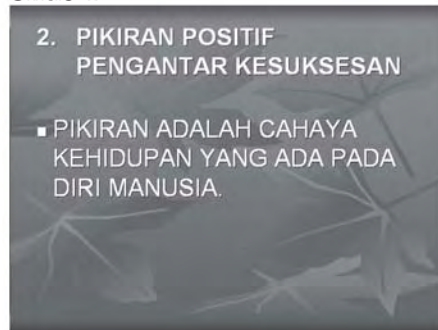 2. PIKIRAN POSITIF
PENGANTAR KESUKSESAN
▪ PIKIRAN ADALAH CAHAYA
KEHIDUPAN YANG ADA PADA
DIRI MANUSIA.